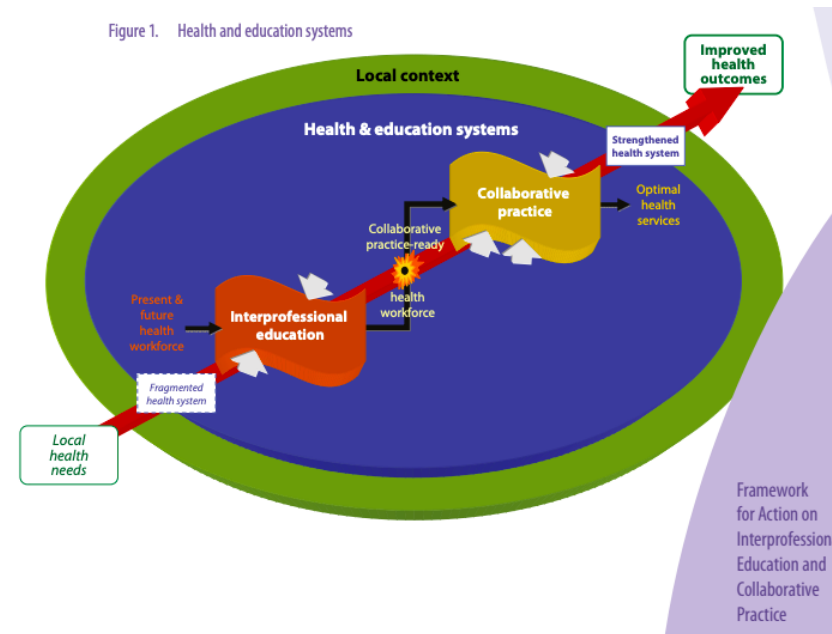 Figure 1. Health and education systems
Improved
health
outcomes
Local context
Health & education systems
Strengthened
health system
Collaborative
practice
Optimal
health
services
Collaborative
practice-ready
health
workforce
Present &
future
health
workforce
Interprofessional
education
Fragmented
health system
Local
health
needs
Framework
for Action on
Interprofession
Education and
Collaborative
Practice